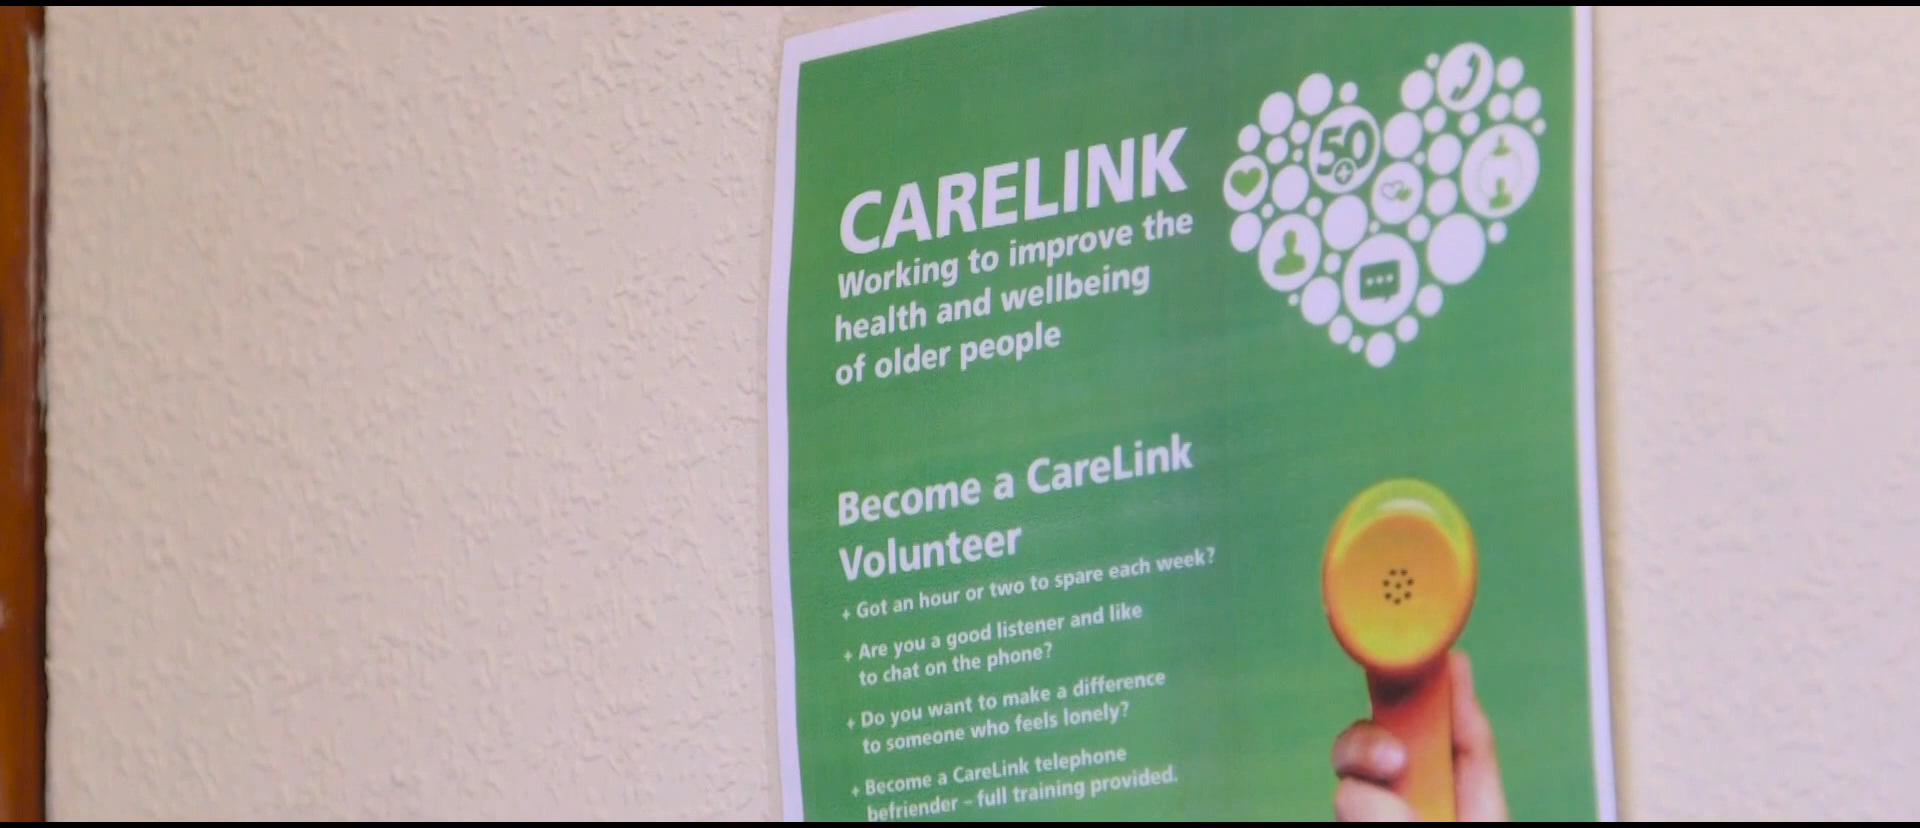 CARELINK
Working to improve the
health and wellbeing
of older people
50
+
Become a CareLink
Volunteer
+ Got an hour or two to spare each week?
+ Are you a good listener and like
to chat on the phone?
+ Do you want to make a difference
to someone who feels lonely?
+ Become a CareLink telephone
befriender – full training provided.